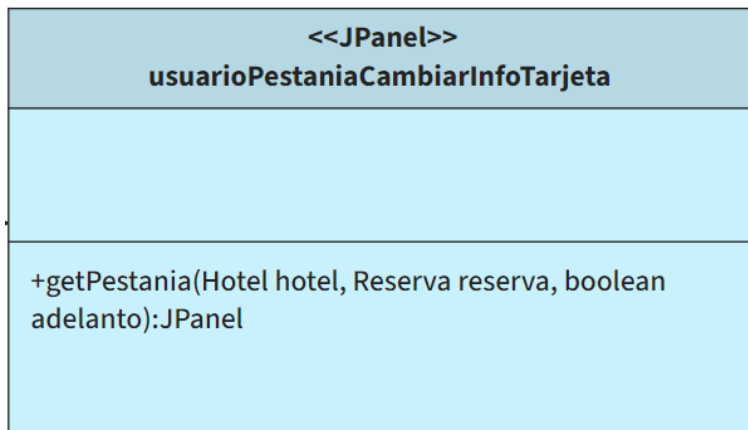 <<JPanel>>
usuarioPestaniaCambiarInfoTarjeta
+getPestania(Hotel hotel, Reserva reserva, boolean
adelanto):JPanel